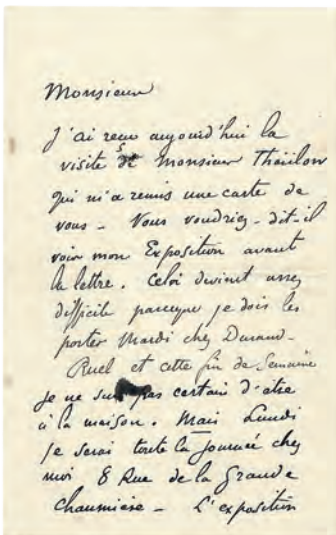 Monsieur
J'ai reçu aujourd'hui la
visite de Monsieur
qui m'a remis une carte de
vous - Vous voudriez - dit-il
voir mon Exposition avant
la lettre. Celà devient assez
difficile parceque je dois les
porter Mardi chez Durand-
Ruel et cette fin de Semaine
je ne suis pas certain d'être
à la maison. Mais Lundi
je serai toute la journée chez
moi 8 Rue de la Grande
chaumière - L'exposition